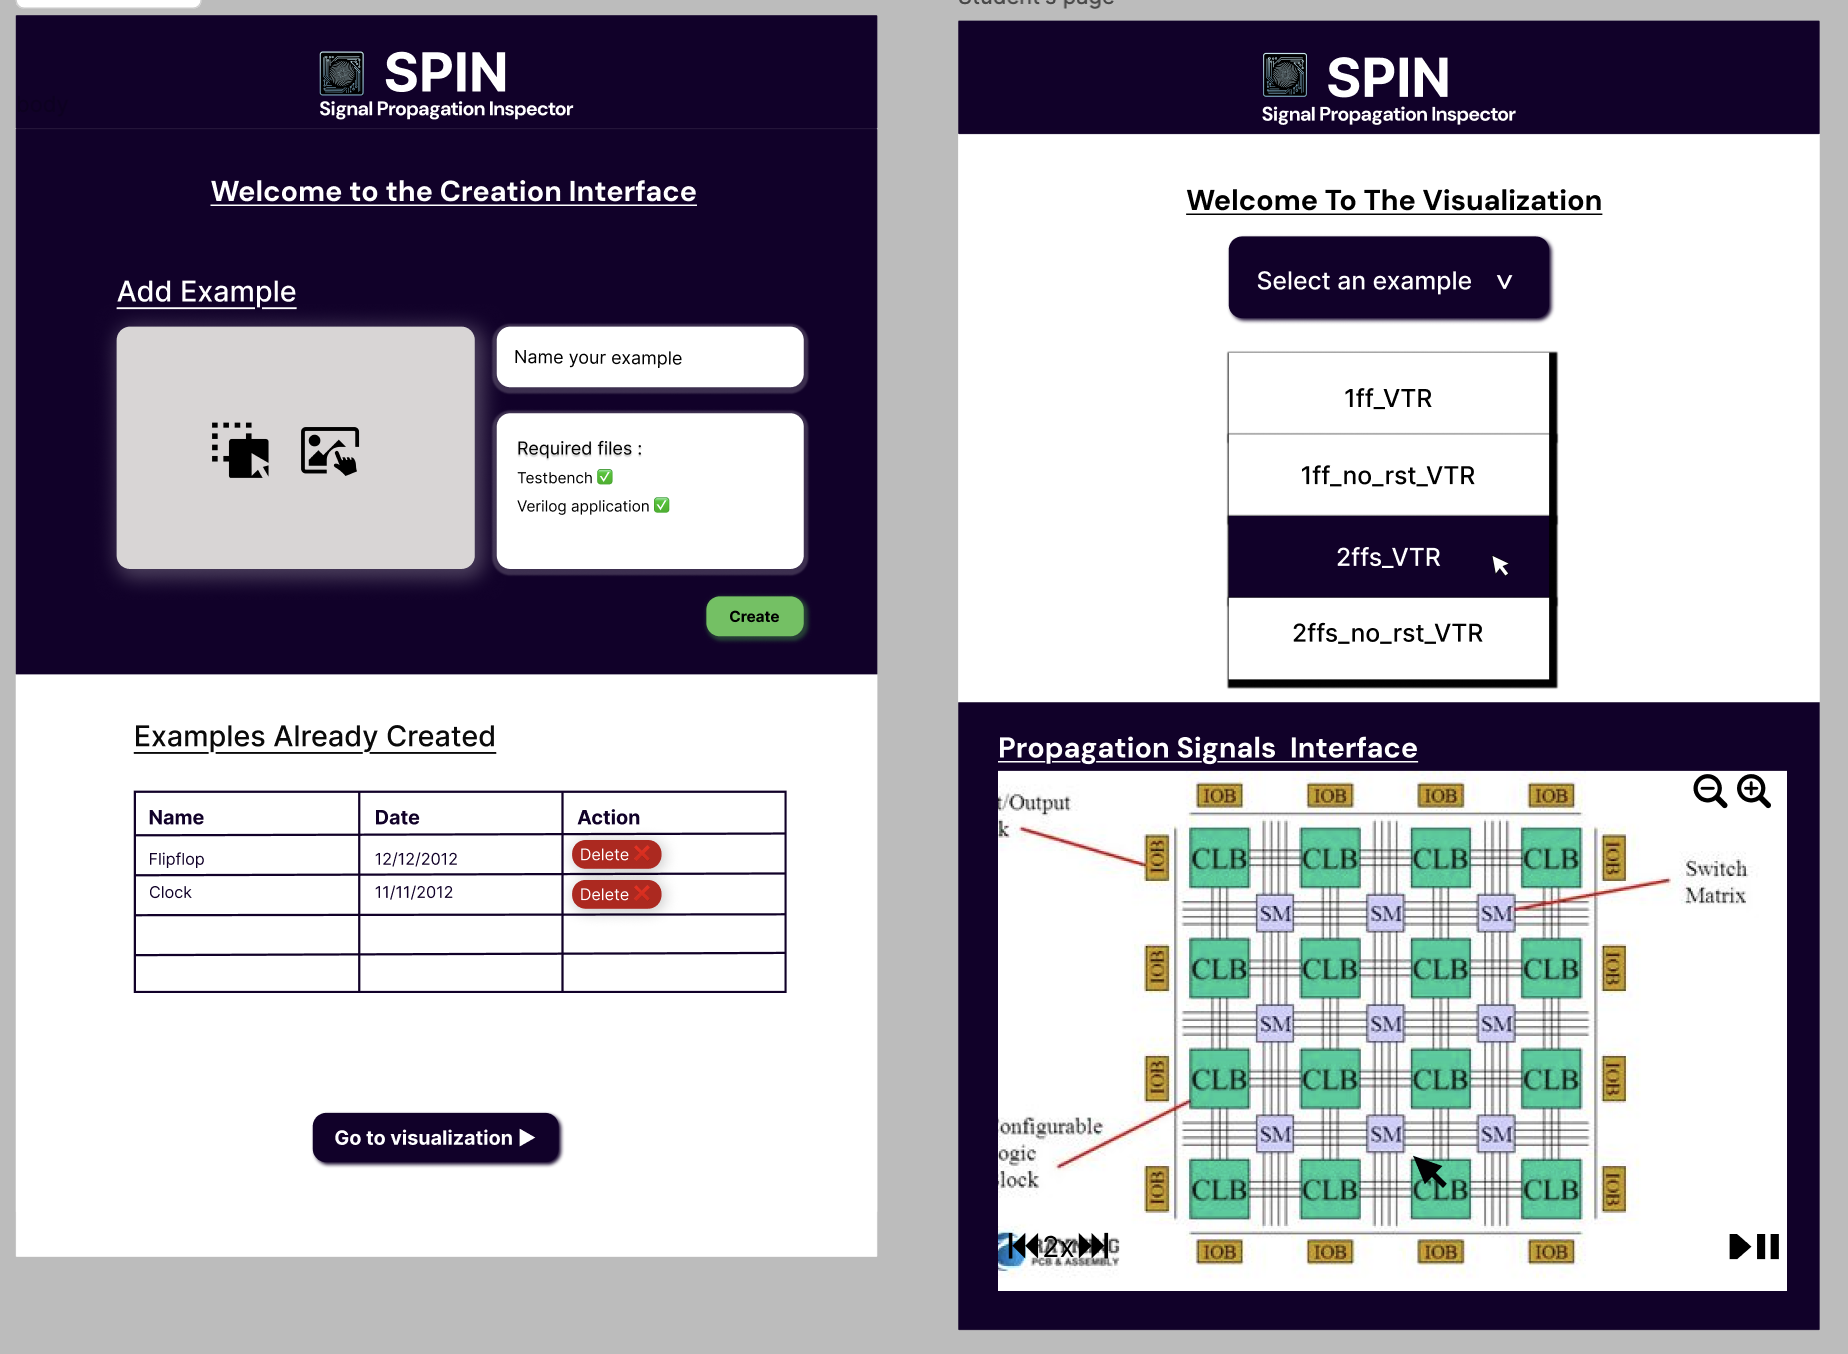 SPIN
Signal Propagation Inspector
Welcome to the Creation Interface
Add Example
Name your example
Required files :
Testbench ✅
Verilog application ✅
Create
Examples Already Created
Name Date Action
Flipflop 12/12/2012 Delete ❌
Clock 11/11/2012 Delete ❌
Go to visualization ▶
Student's page
SPIN
Signal Propagation Inspector
Welcome To The Visualization
Select an example v
1ff_VTR
1ff_no_rst_VTR
2ffs_VTR
2ffs_no_rst_VTR
Propagation Signals Interface
IOB IOB IOB IOB
t/Output
k
IOB CLB CLB CLB CLB IOB
Switch
Matrix
SM SM SM
IOB CLB CLB CLB CLB IOB
SM SM SM
IOB CLB CLB CLB CLB IOB
onfigurable
ogic
lock
SM SM SM
IOB CLB CLB CLB CLB IOB
2x
PCB & ASSEMBLY
IOB IOB IOB IOB